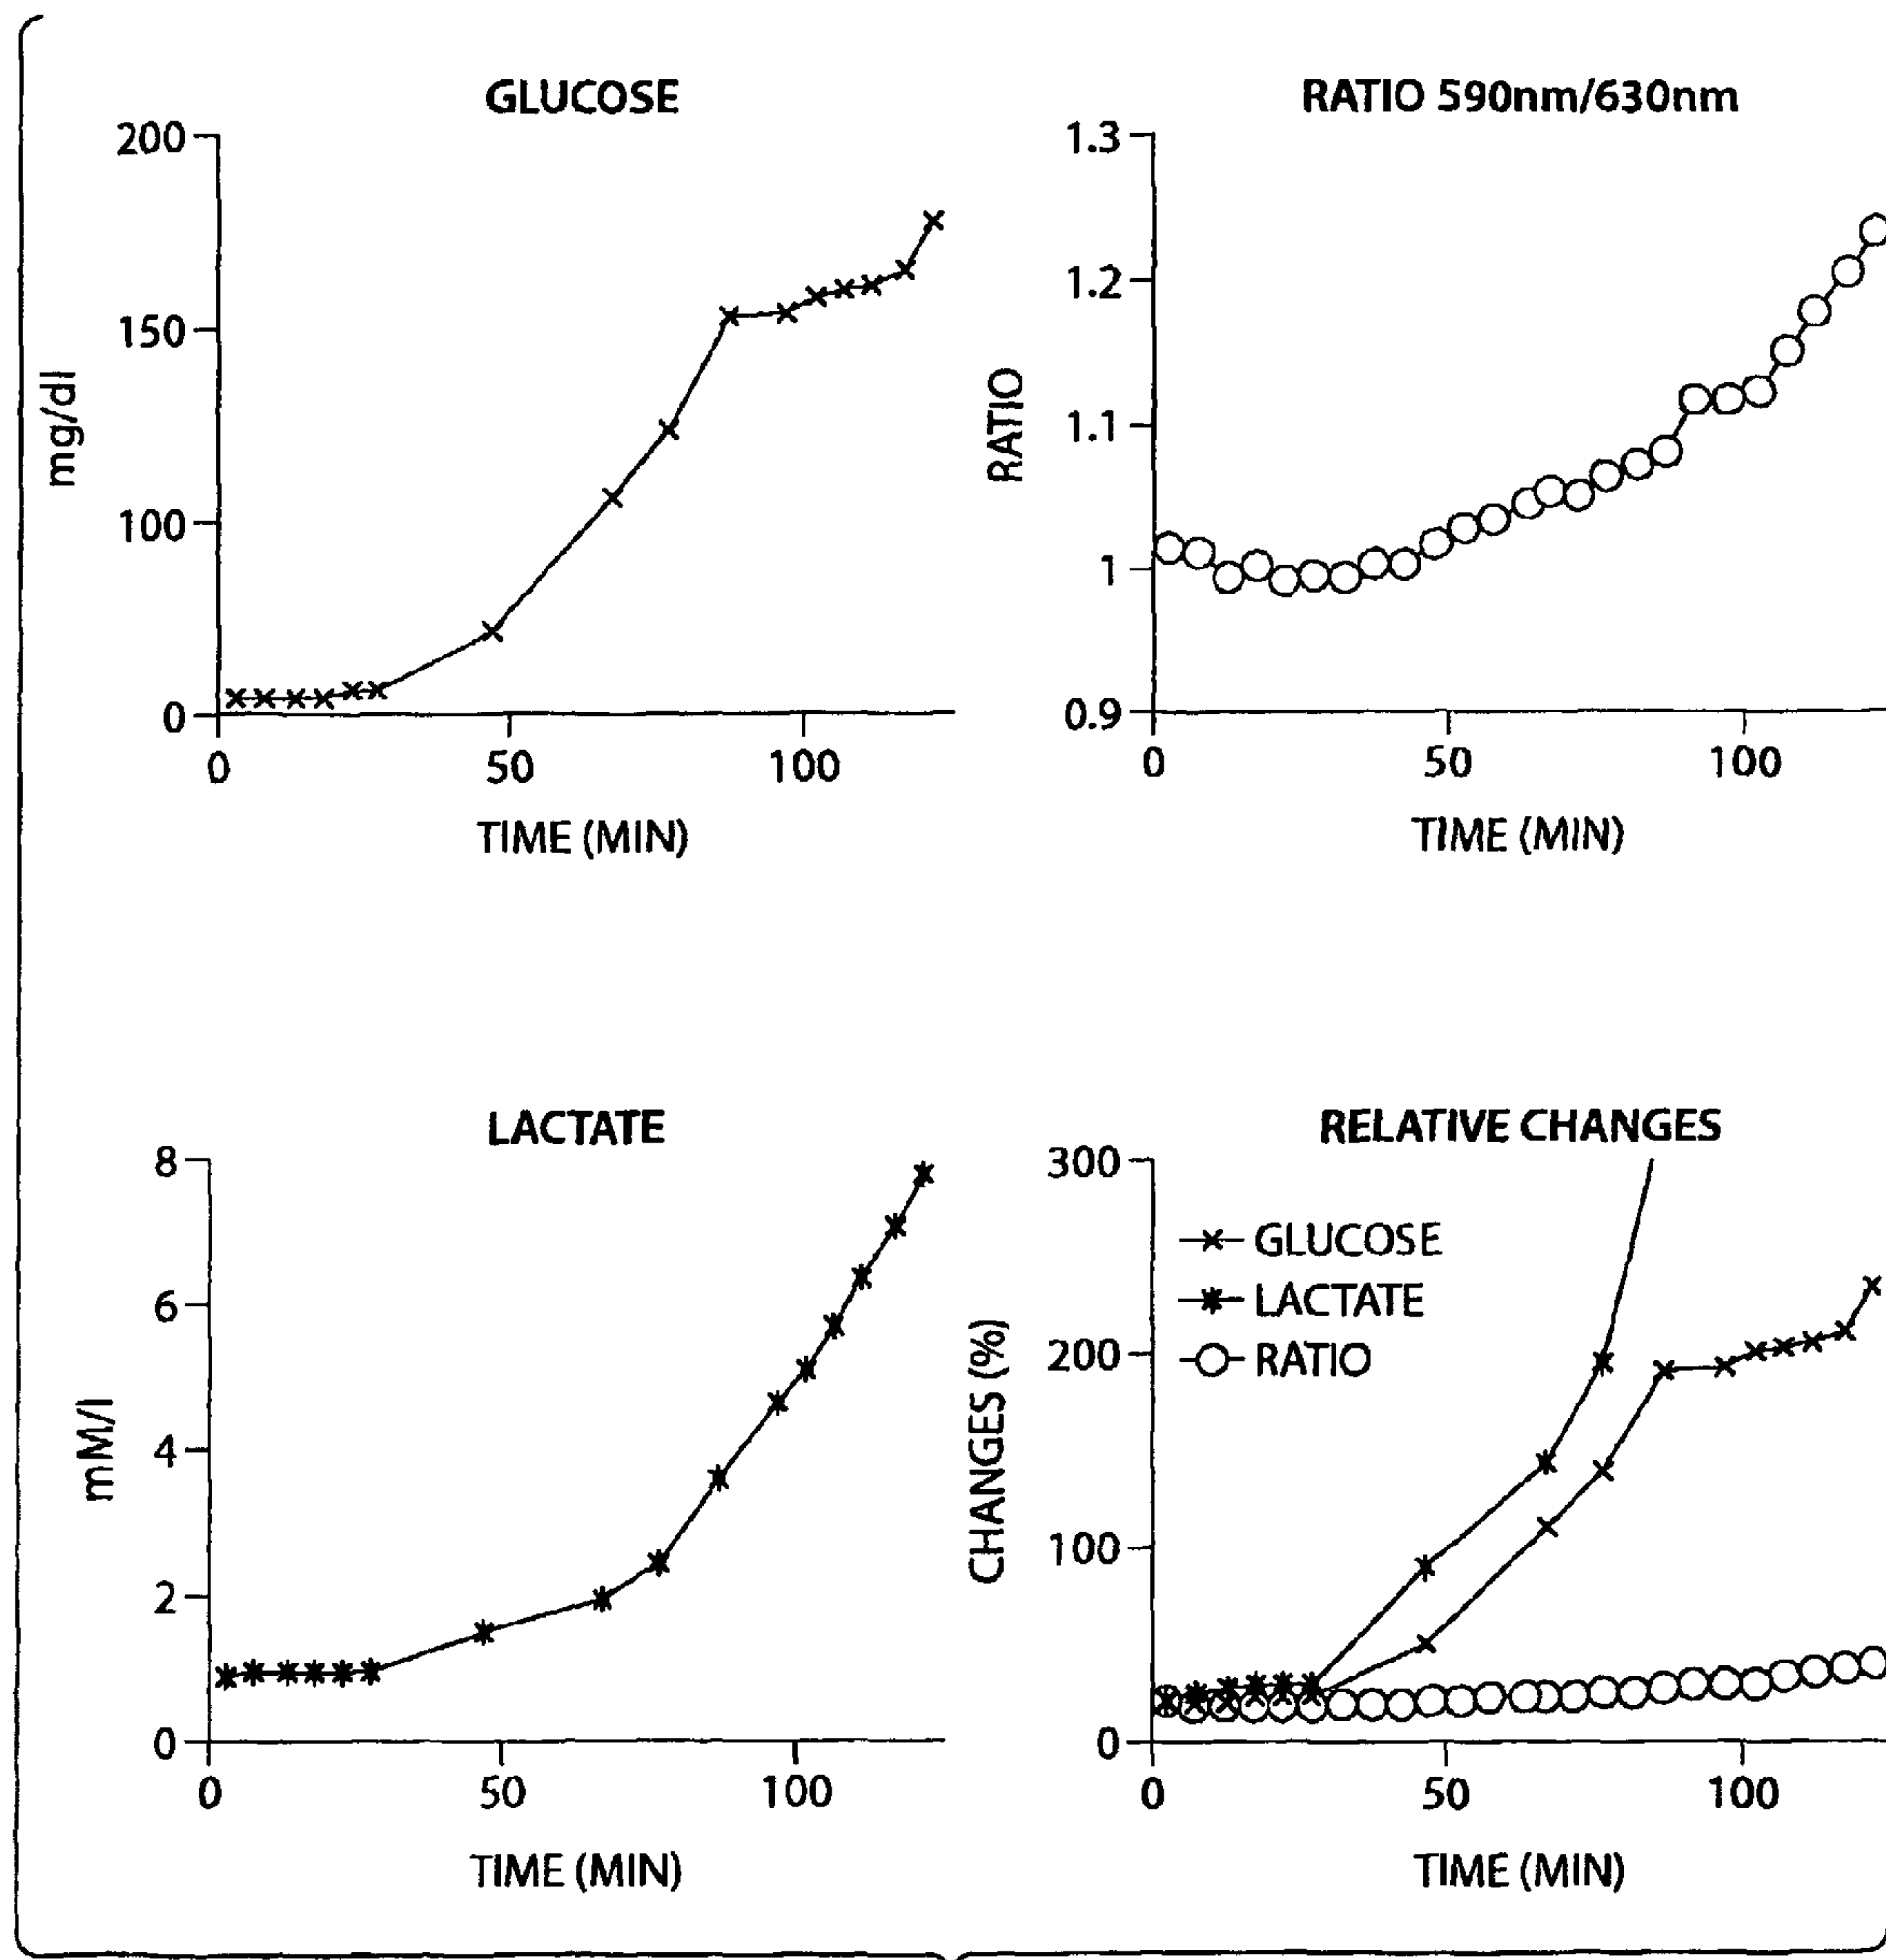 GLUCOSE
200
150
100
0
mg/dl
0 50 100
TIME (MIN)
RATIO 590nm/630nm
1.3
1.2
1.1
1
0.9
RATIO
0 50 100
TIME (MIN)
LACTATE
8
6
4
2
0
mM/l
0 50 100
TIME (MIN)
RELATIVE CHANGES
300
200
100
0
CHANGES (%)
GLUCOSE
LACTATE
RATIO
0 50 100
TIME (MIN)